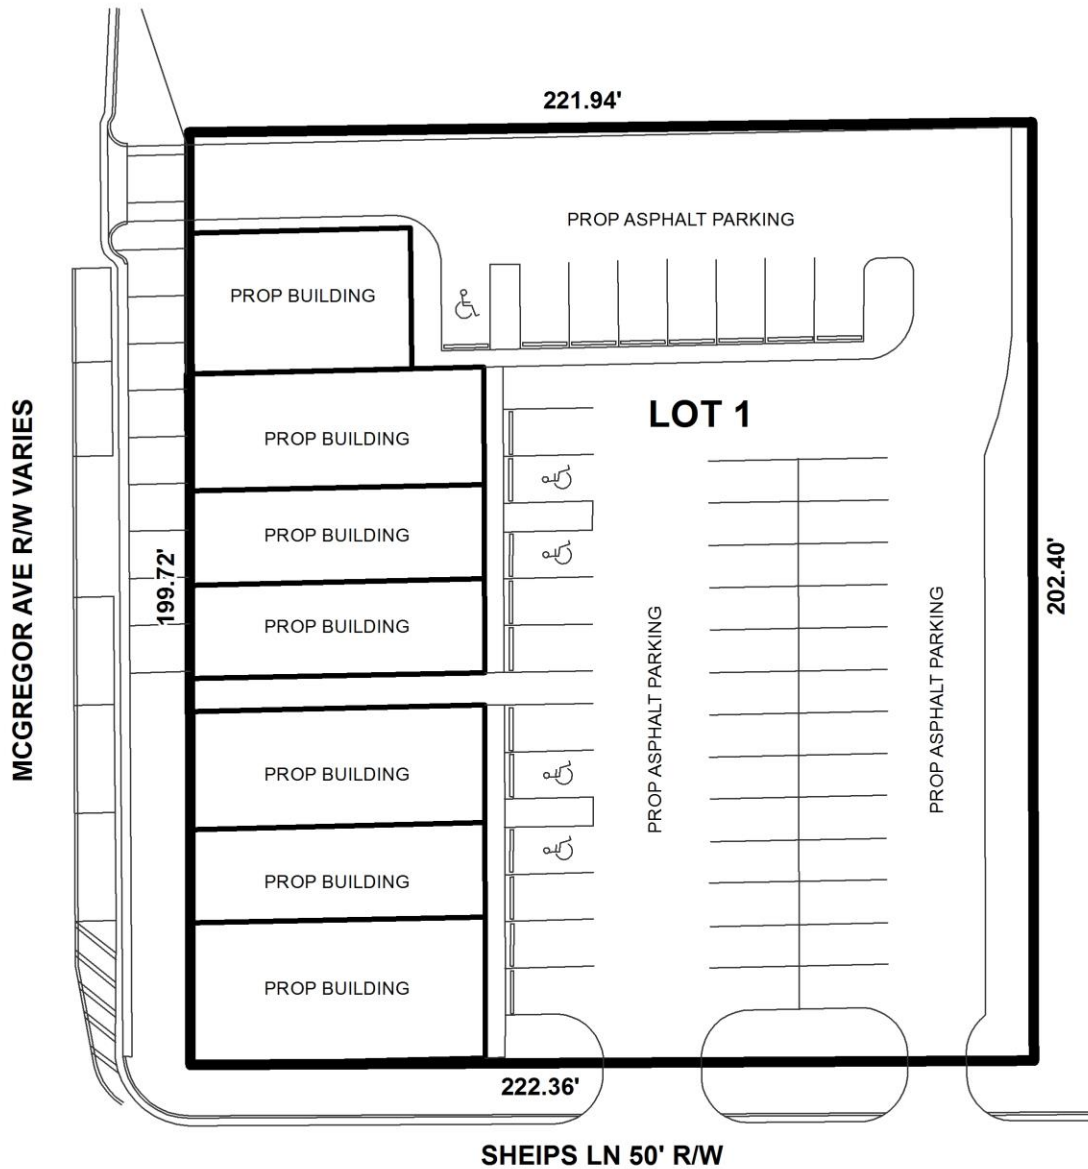 221.94'
PROP ASPHALT PARKING
PROP BUILDING
LOT 1
PROP BUILDING
MCGREGOR AVE R/W VARIES
199.72'
PROP BUILDING
202.40'
PROP BUILDING
PROP ASPHALT PARKING
PROP ASPHALT PARKING
PROP BUILDING
PROP BUILDING
PROP BUILDING
222.36'
SHEIPS LN 50' R/W